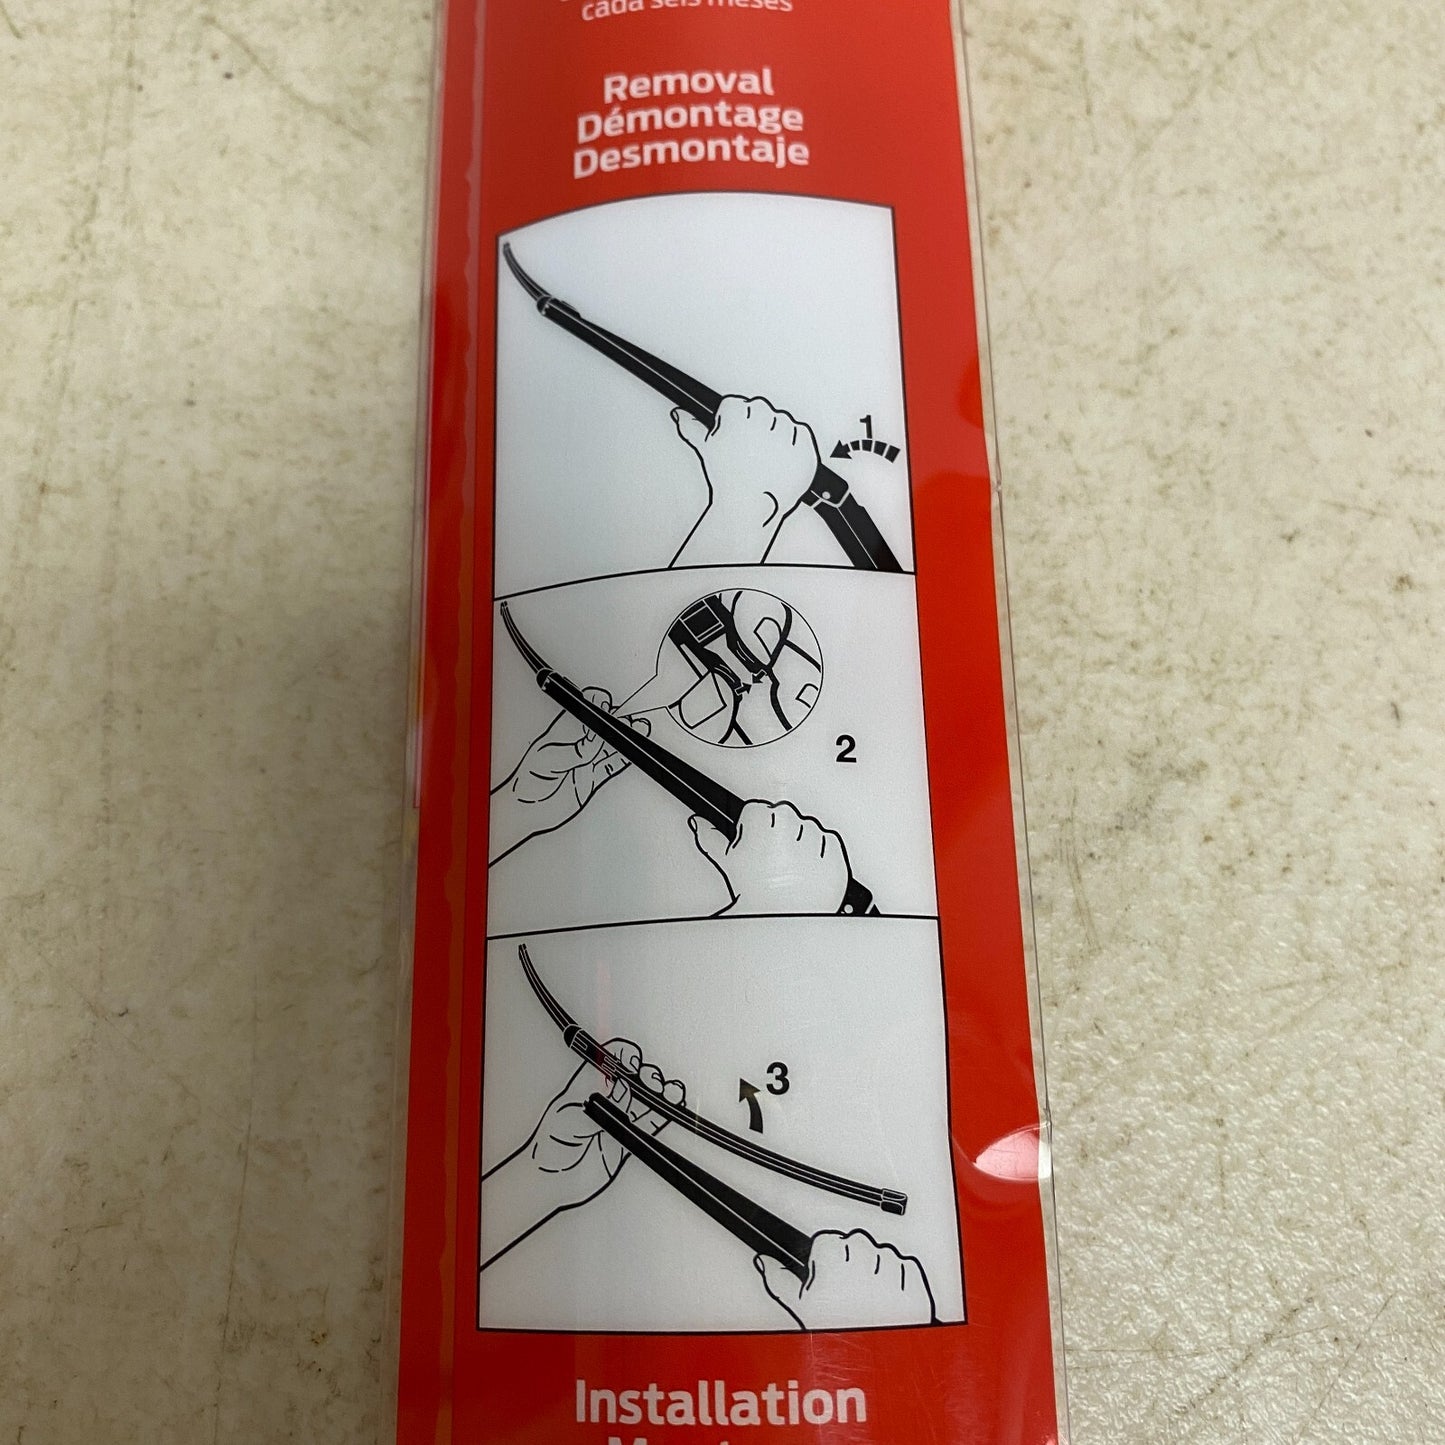 cada seis meses
Removal
Démontage
Desmontaje
1
2
3
Installation